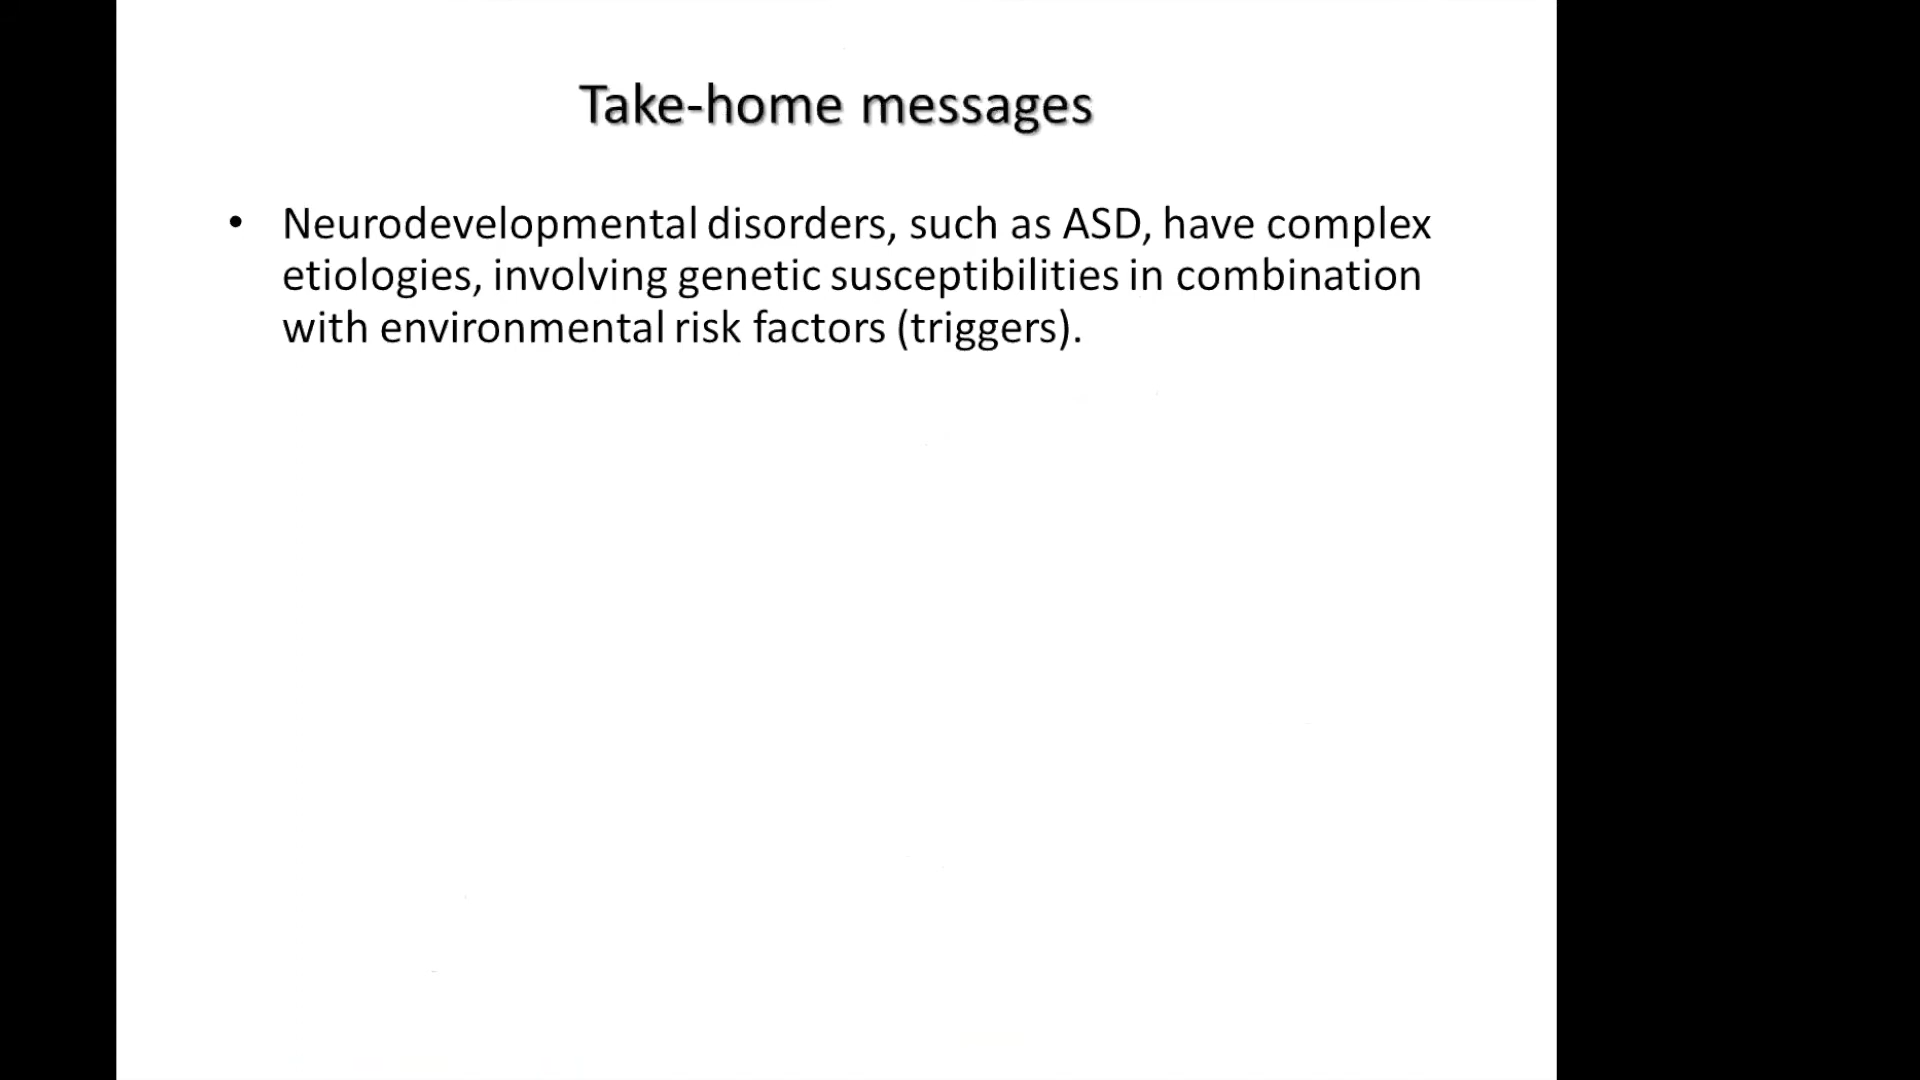 Take-home messages
• Neurodevelopmental disorders, such as ASD, have complex
etiologies, involving genetic susceptibilities in combination
with environmental risk factors (triggers).